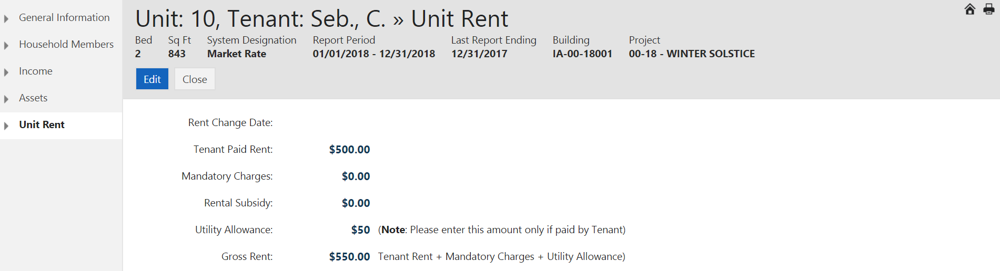 General Information
Household Members
Income
Assets
Unit Rent
Unit: 10, Tenant: Seb., C. » Unit Rent
Bed Sq Ft System Designation Report Period Last Report Ending Building Project
2 843 Market Rate 01/01/2018 - 12/31/2018 12/31/2017 IA-00-18001 00-18 - WINTER SOLSTICE
Edit Close
Rent Change Date:
Tenant Paid Rent: $500.00
Mandatory Charges: $0.00
Rental Subsidy: $0.00
Utility Allowance: $50 (Note: Please enter this amount only if paid by Tenant)
Gross Rent: $550.00 Tenant Rent + Mandatory Charges + Utility Allowance)